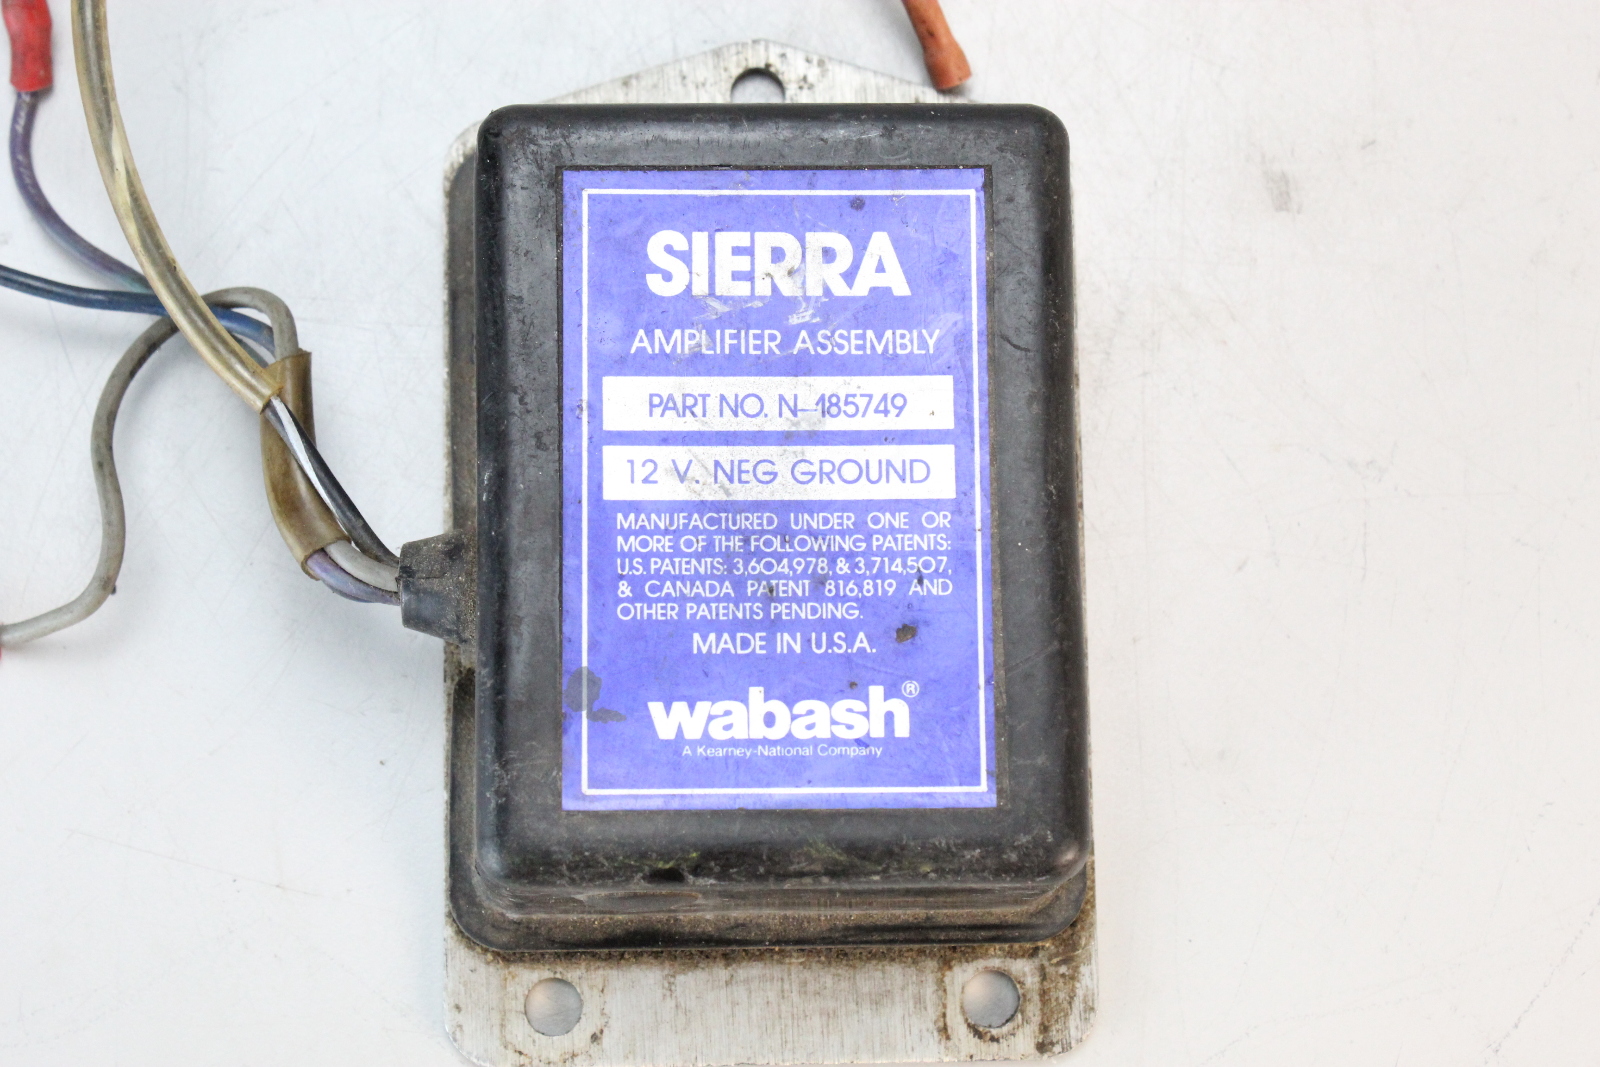 SIERRA
AMPLIFIER ASSEMBLY
PART NO. N-185749
12 V. NEG GROUND
MANUFACTURED UNDER ONE OR
MORE OF THE FOLLOWING PATENTS:
U.S. PATENTS: 3,604,978, & 3,714,507,
& CANADA PATENT 816,819 AND
OTHER PATENTS PENDING.
MADE IN U.S.A.
wabash®
A Kearney-National Company